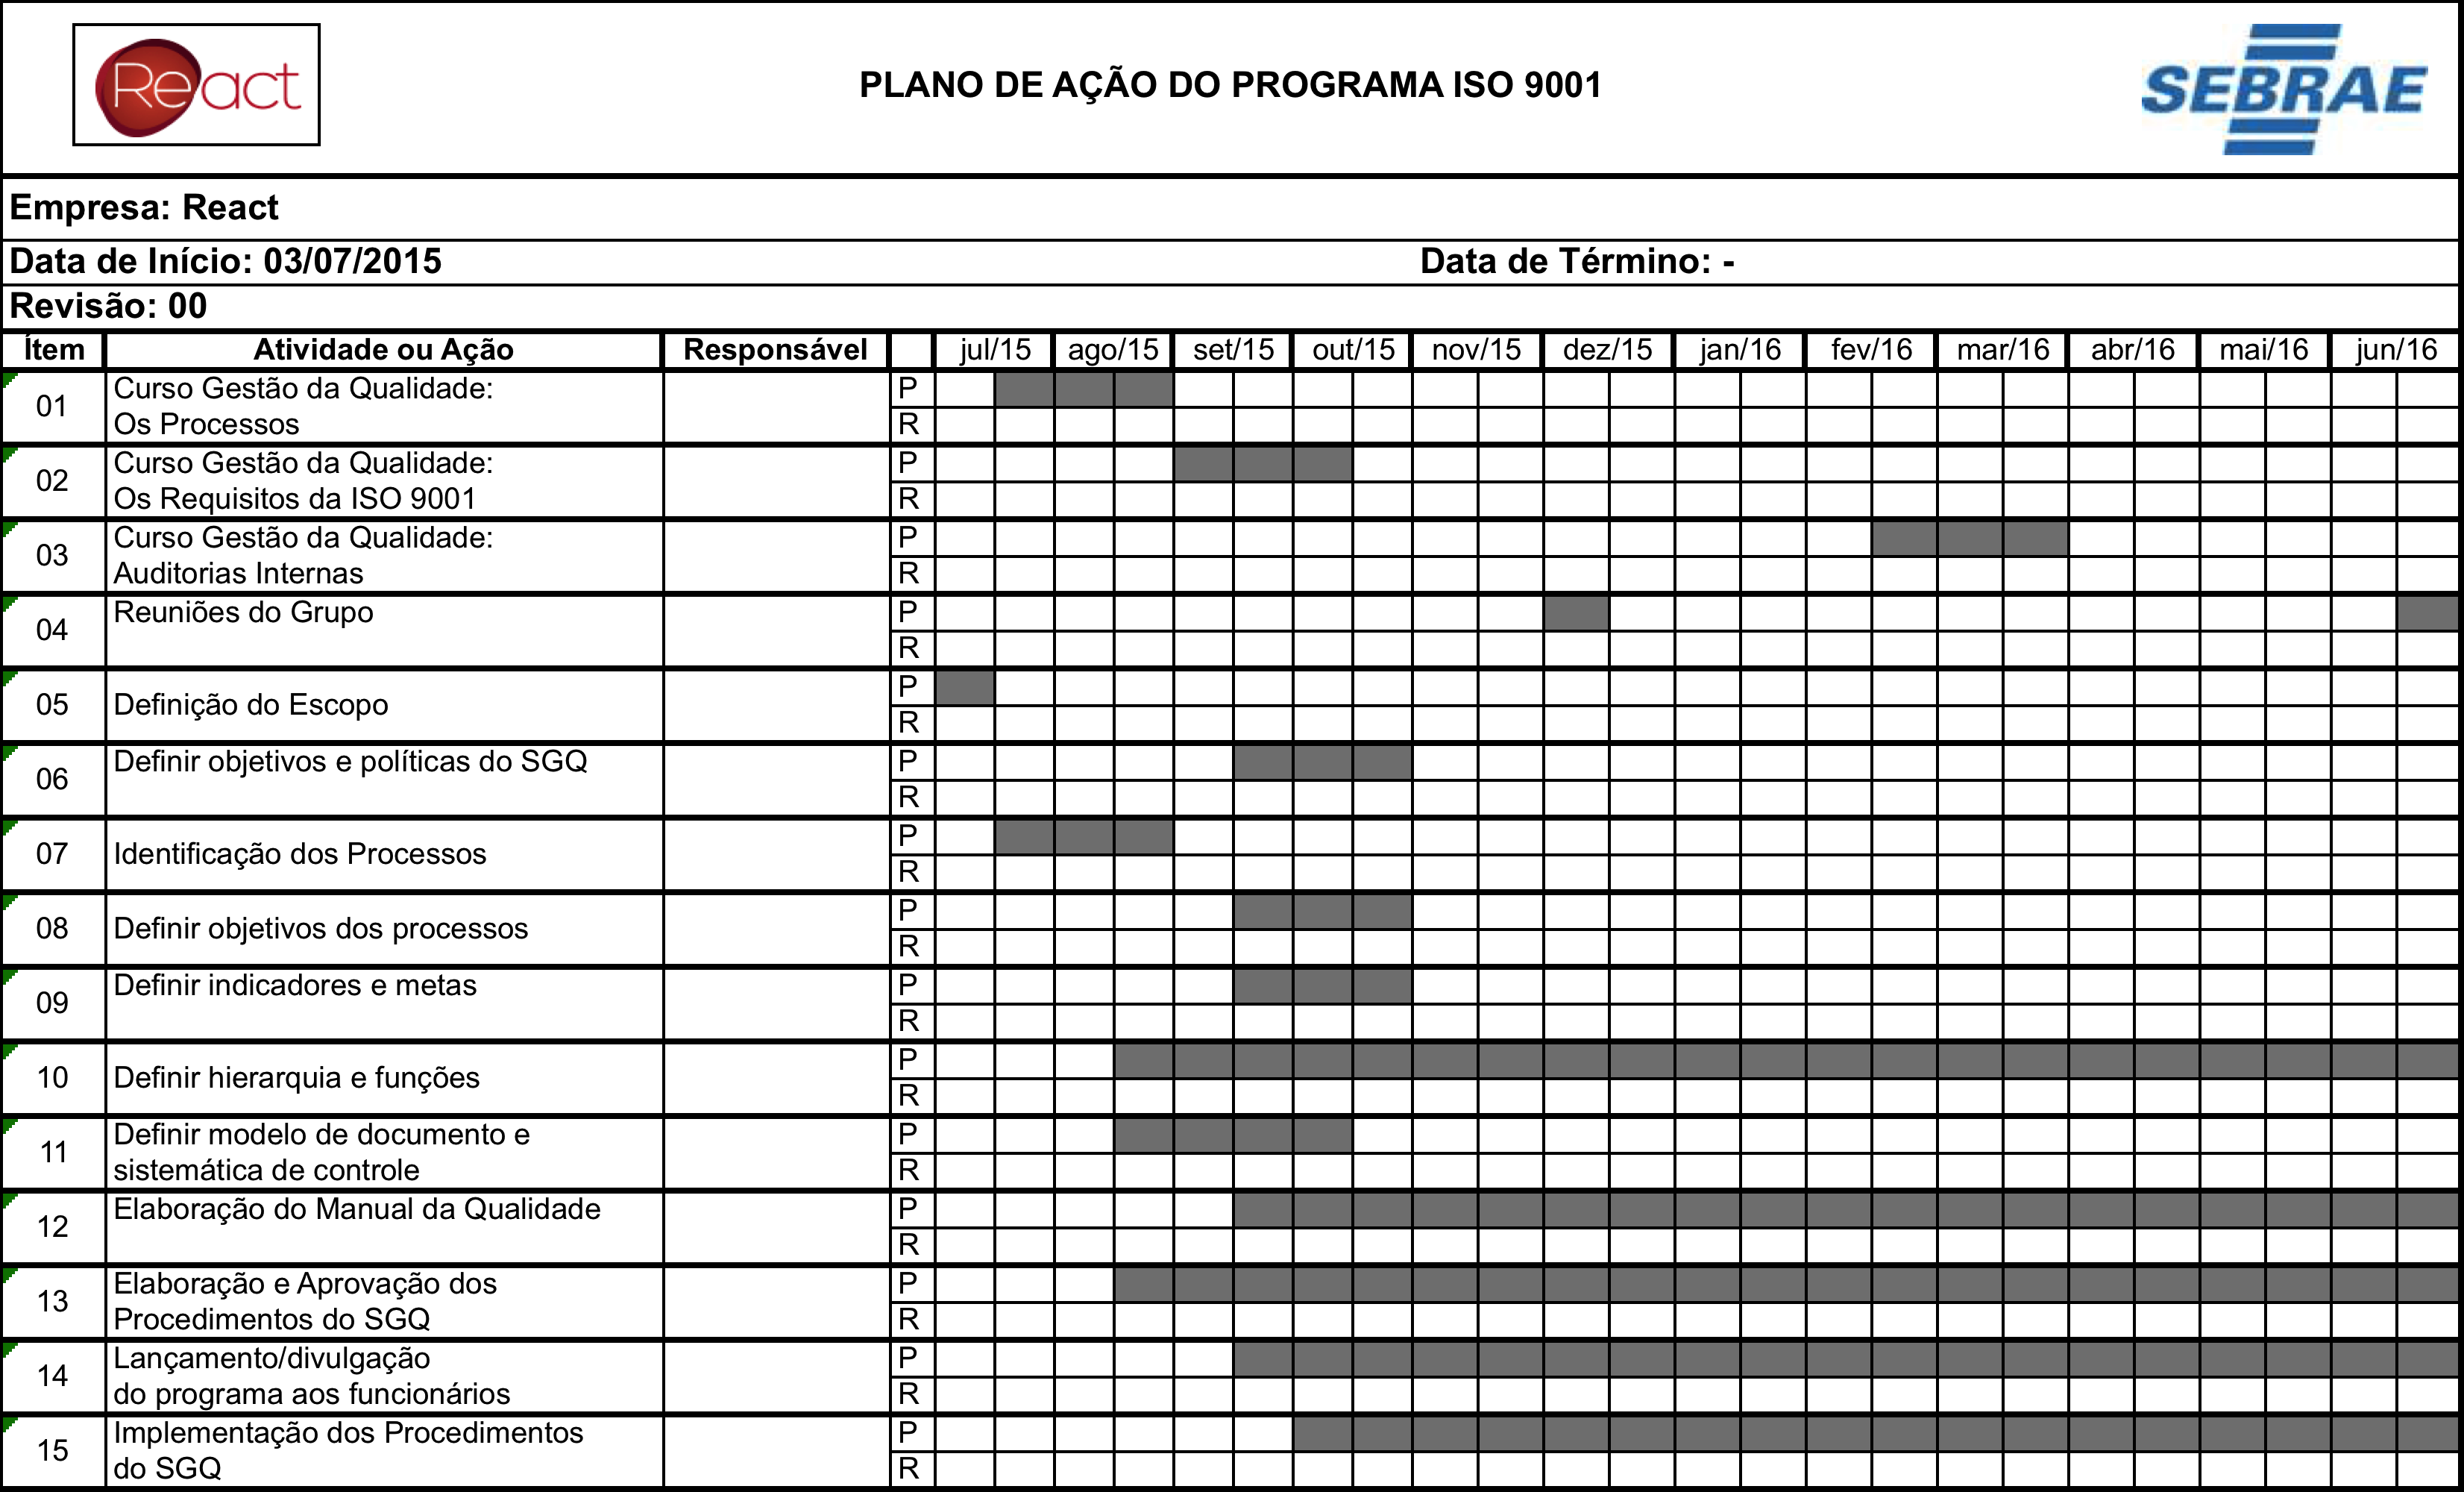 React
PLANO DE AÇÃO DO PROGRAMA ISO 9001
SEBRAE
Empresa: React
Data de Início: 03/07/2015 Data de Término: -
Revisão: 00
Ítem Atividade ou Ação Responsável jul/15 ago/15 set/15 out/15 nov/15 dez/15 jan/16 fev/16 mar/16 abr/16 mai/16 jun/16
01 Curso Gestão da Qualidade: P
Os Processos R
02 Curso Gestão da Qualidade: P
Os Requisitos da ISO 9001 R
03 Curso Gestão da Qualidade: P
Auditorias Internas R
04 Reuniões do Grupo P
R
05 Definição do Escopo P
R
06 Definir objetivos e políticas do SGQ P
R
07 Identificação dos Processos P
R
08 Definir objetivos dos processos P
R
09 Definir indicadores e metas P
R
10 Definir hierarquia e funções P
R
11 Definir modelo de documento e P
sistemática de controle R
12 Elaboração do Manual da Qualidade P
R
13 Elaboração e Aprovação dos P
Procedimentos do SGQ R
14 Lançamento/divulgação P
do programa aos funcionários R
15 Implementação dos Procedimentos P
do SGQ R